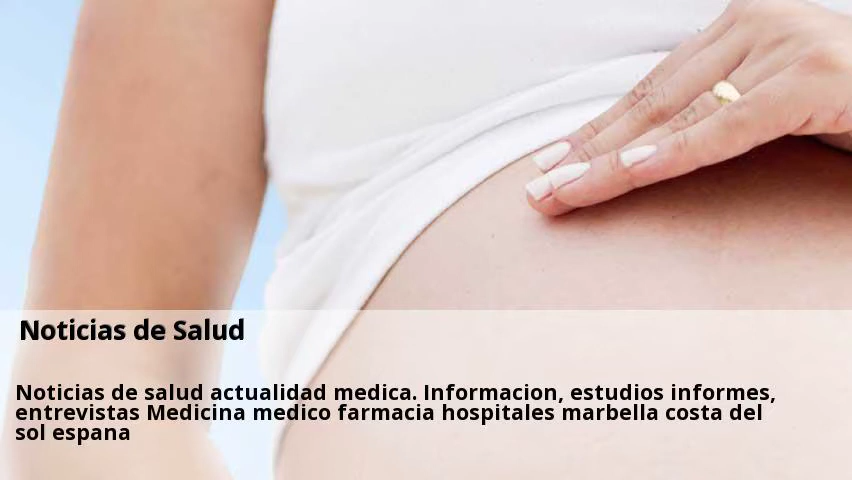 Noticias de Salud
Noticias de salud actualidad medica. Informacion, estudios informes,
entrevistas Medicina medico farmacia hospitales marbella costa del
sol espana